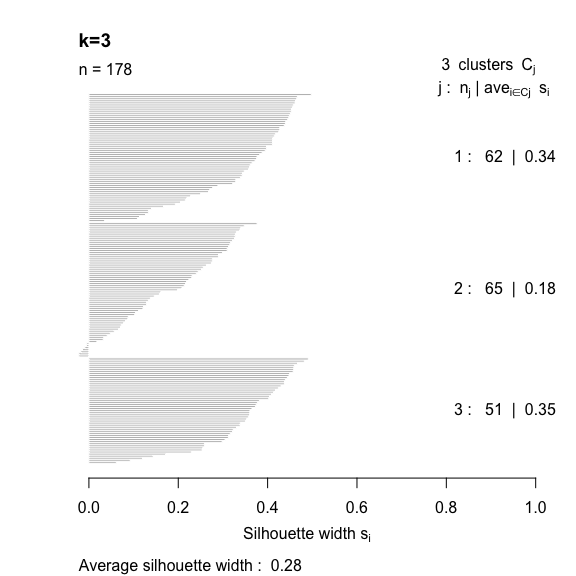 k=3
n = 178
3 clusters Cj
j : nj | avei∈Cj si
1 : 62 | 0.34
2 : 65 | 0.18
3 : 51 | 0.35
0.0 0.2 0.4 0.6 0.8 1.0
Silhouette width si
Average silhouette width : 0.28